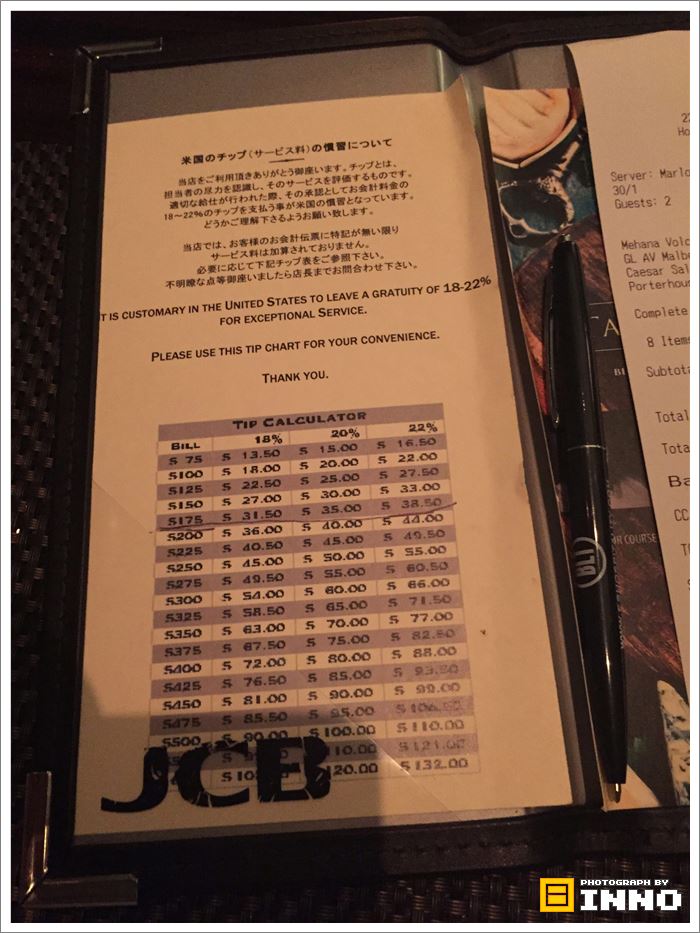 米国のチップ(サービス料)の慣習について
当店をご利用頂きありがとう御座います。チップとは、
担当者の尽力を認識し、そのサービスを評価するものです。
適切な給仕が行われた際、その承認としてお会計料金の
18〜22%のチップを支払う事が米国の慣習となっています。
どうかご理解下さるようお願い致します。
当店では、お客様のお会計伝票に特記が無い限り
サービス料は加算されておりません。
必要に応じて下記チップ表をご参照下さい。
不明瞭な点等御座いましたら店長までお問合わせ下さい。
T IS CUSTOMARY IN THE UNITED STATES TO LEAVE A GRATUITY OF 18-22%
FOR EXCEPTIONAL SERVICE.
PLEASE USE THIS TIP CHART FOR YOUR CONVENIENCE.
THANK YOU.
TIP CALCULATOR
BILL 18% 20% 22%
$ 75 $ 13.50 $ 15.00 $ 16.50
$100 $ 18.00 $ 20.00 $ 22.00
$125 $ 22.50 $ 25.00 $ 27.50
$150 $ 27.00 $ 30.00 $ 33.00
$175 $ 31.50 $ 35.00 $ 38.50
$200 $ 36.00 $ 40.00 $ 44.00
$225 $ 40.50 $ 45.00 $ 49.50
$250 $ 45.00 $ 50.00 $ 55.00
$275 $ 49.50 $ 55.00 $ 60.50
$300 $ 54.00 $ 60.00 $ 66.00
$325 $ 58.50 $ 65.00 $ 71.50
$350 $ 63.00 $ 70.00 $ 77.00
$375 $ 67.50 $ 75.00 $ 82.50
$400 $ 72.00 $ 80.00 $ 88.00
$425 $ 76.50 $ 85.00 $ 93.50
$450 $ 81.00 $ 90.00 $ 99.00
$475 $ 85.50 $ 95.00 $ 104.50
$500 $ 90.00 $ 100.00 $ 110.00
10.00 $ 121.00
120.00 $ 132.00
JCB
Server: Marlo
30/1
Guests: 2
Mehana Volc
GL AV Malbe
Caesar Sal
Porterhous
Complete
8 Items
Subtota
Total
Tota
Ba
CC
BLT
PHOTOGRAPH BY
INNO